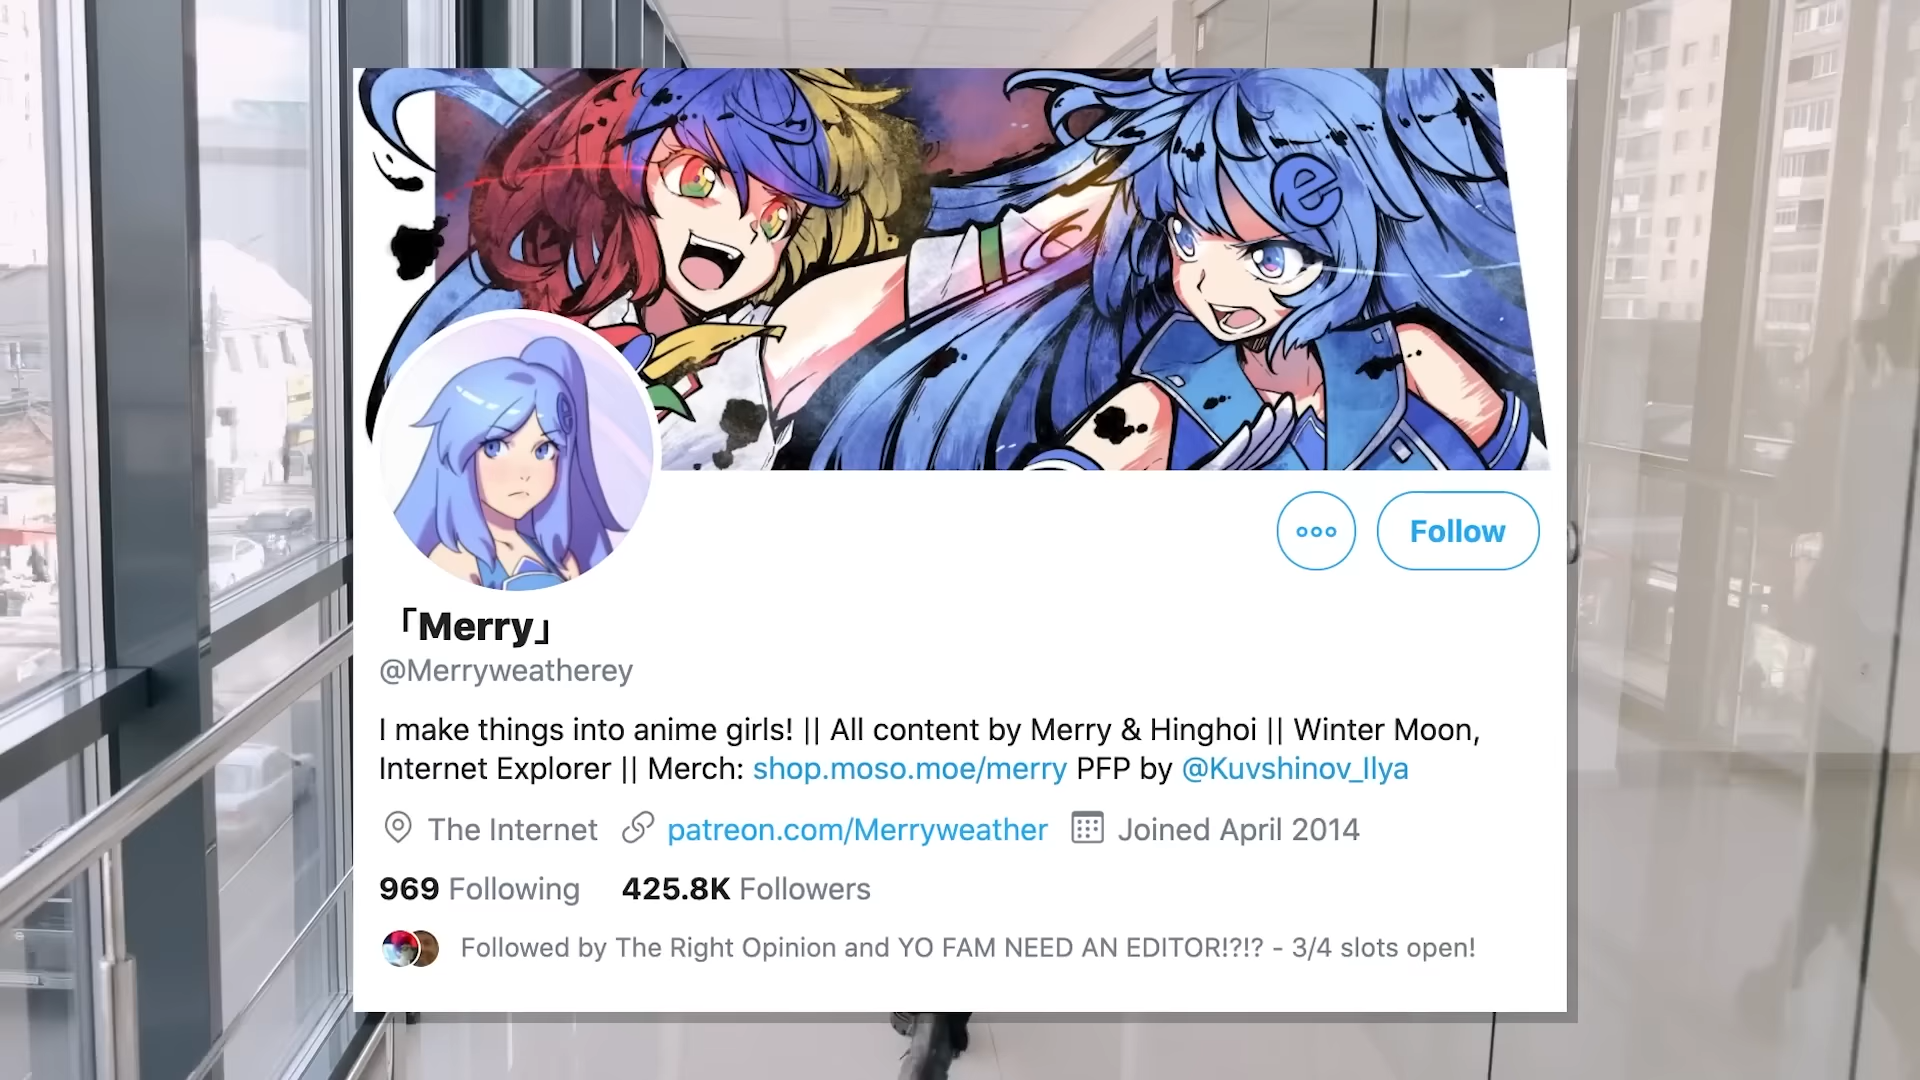 e
Follow
「Merry」
@Merryweatherey
I make things into anime girls! || All content by Merry & Hinghoi || Winter Moon,
Internet Explorer || Merch: shop.moso.moe/merry PFP by @Kuvshinov_Ilya
The Internet patreon.com/Merryweather Joined April 2014
969 Following 425.8K Followers
Followed by The Right Opinion and YO FAM NEED AN EDITOR!?!? - 3/4 slots open!